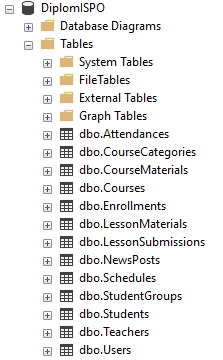 DiplomISPO
Database Diagrams
Tables
System Tables
FileTables
External Tables
Graph Tables
dbo.Attendances
dbo.CourseCategories
dbo.CourseMaterials
dbo.Courses
dbo.Enrollments
dbo.LessonMaterials
dbo.LessonSubmissions
dbo.NewsPosts
dbo.Schedules
dbo.StudentGroups
dbo.Students
dbo.Teachers
dbo.Users